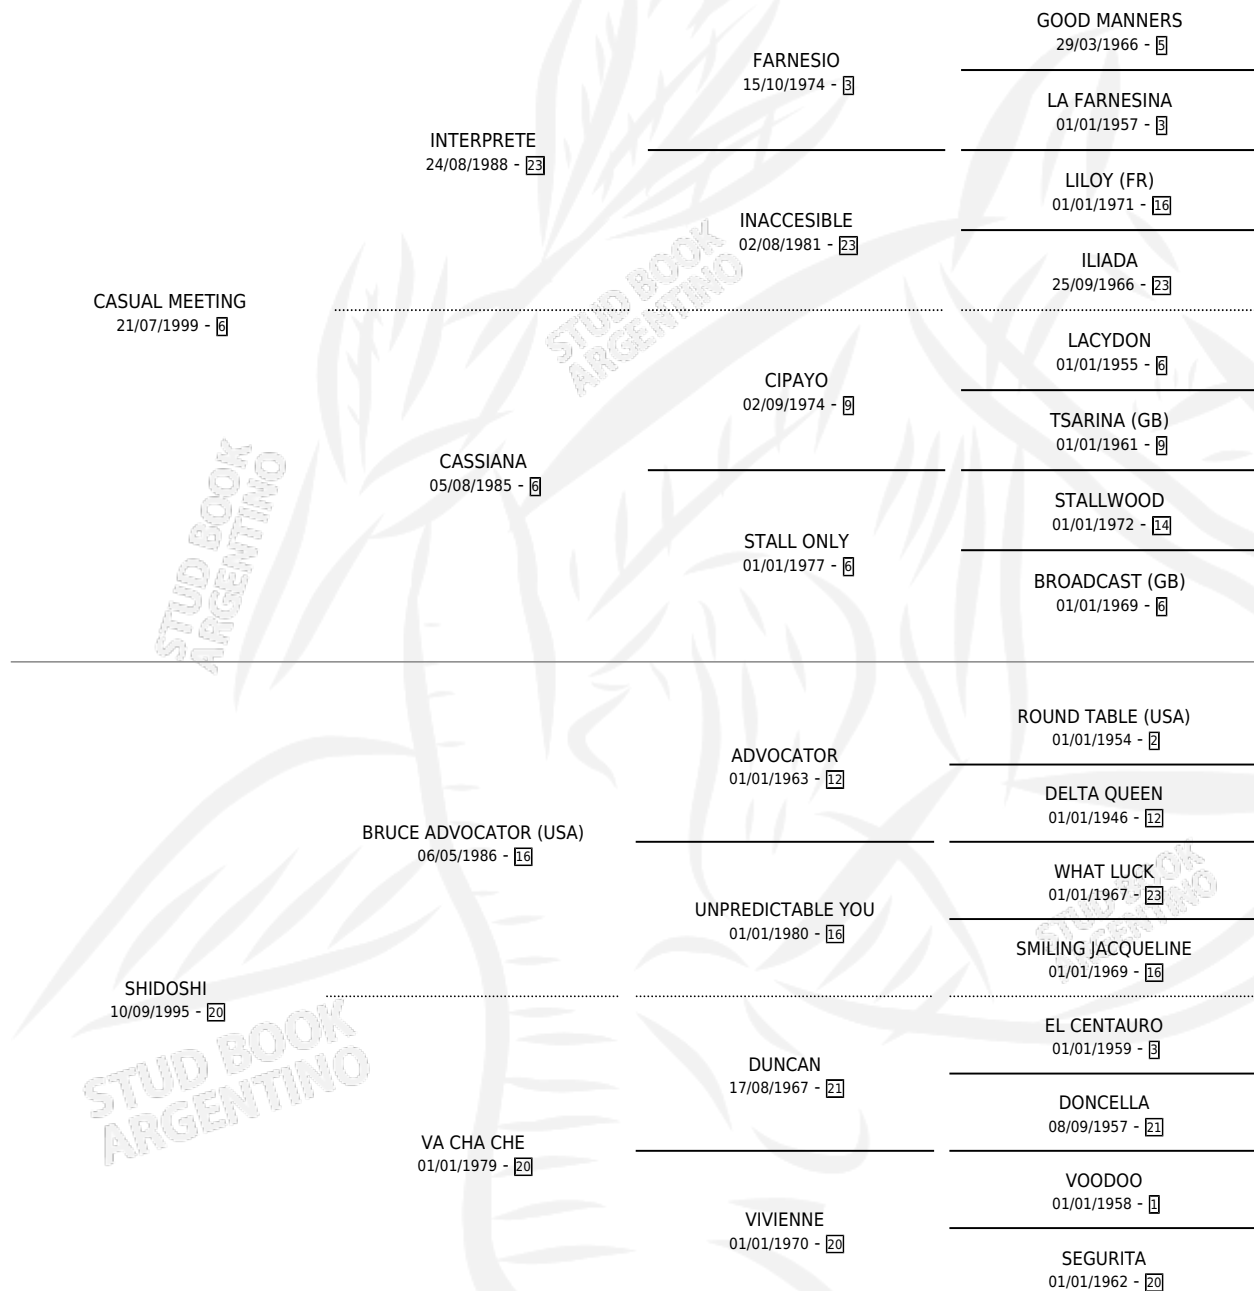 GOOD MANNERS
29/03/1966 - 5
FARNESIO
15/10/1974 - 3
LA FARNESINA
01/01/1957 - 3
INTERPRETE
24/08/1988 - 23
LILOY (FR)
01/01/1971 - 16
INACCESIBLE
02/08/1981 - 23
ILIADA
25/09/1966 - 23
CASUAL MEETING
21/07/1999 - 6
LACYDON
01/01/1955 - 6
CIPAYO
02/09/1974 - 9
TSARINA (GB)
01/01/1961 - 9
CASSIANA
05/08/1985 - 6
STALLWOOD
01/01/1972 - 14
STALL ONLY
01/01/1977 - 6
BROADCAST (GB)
01/01/1969 - 6
ROUND TABLE (USA)
01/01/1954 - 2
ADVOCATOR
01/01/1963 - 12
DELTA QUEEN
01/01/1946 - 12
BRUCE ADVOCATOR (USA)
06/05/1986 - 16
WHAT LUCK
01/01/1967 - 23
UNPREDICTABLE YOU
01/01/1980 - 16
SMILING JACQUELINE
01/01/1969 - 16
SHIDOSHI
10/09/1995 - 20
EL CENTAURO
01/01/1959 - 3
DUNCAN
17/08/1967 - 21
DONCELLA
08/09/1957 - 21
VA CHA CHE
01/01/1979 - 20
VOODOO
01/01/1958 - 1
VIVIENNE
01/01/1970 - 20
SEGURITA
01/01/1962 - 20
STUD BOOK
ARGENTINO
STUD BOOK
ARGENTINO
STUD BOOK
ARGENTINO
STUD BOOK
ARGENTINO